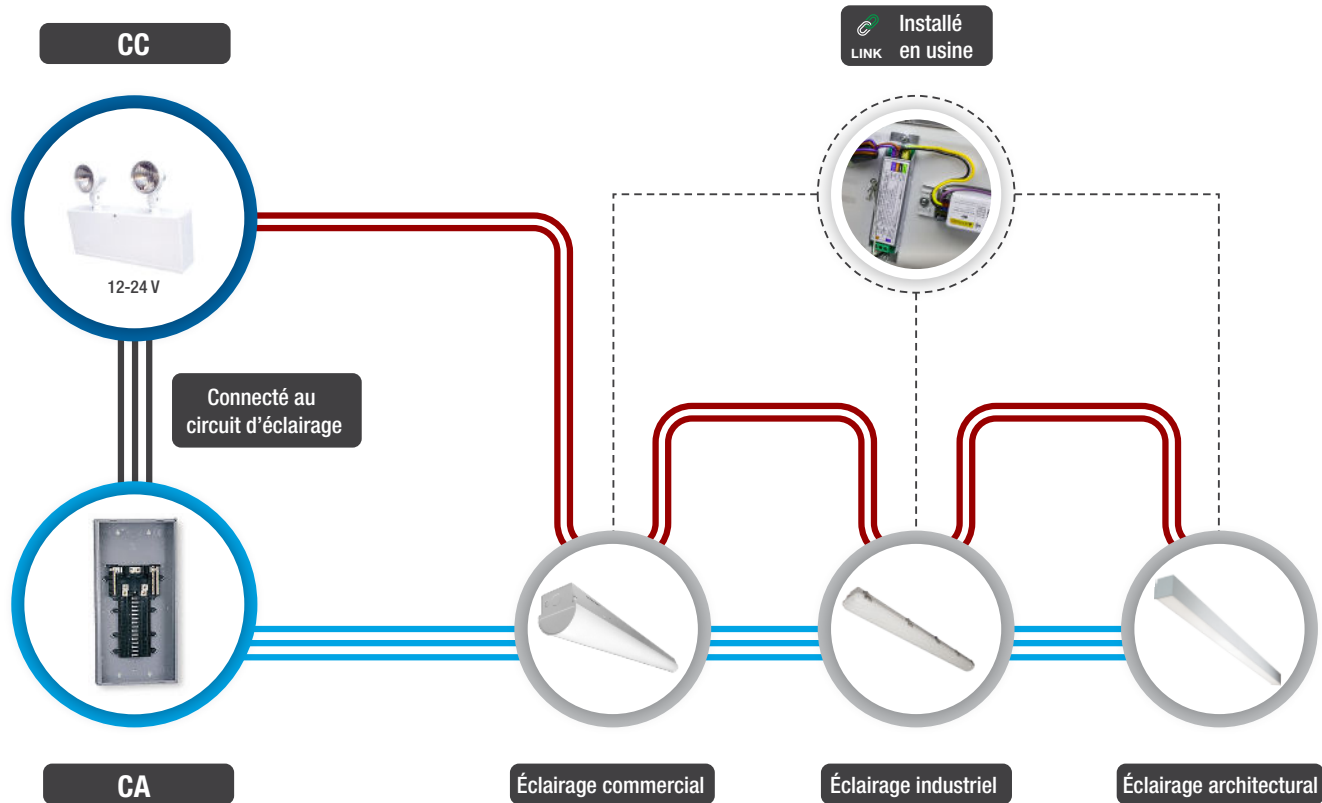 CC
Installé
en usine
LINK
12-24 V
Connecté au
circuit d'éclairage
CA
Éclairage commercial
Éclairage industriel
Éclairage architectural